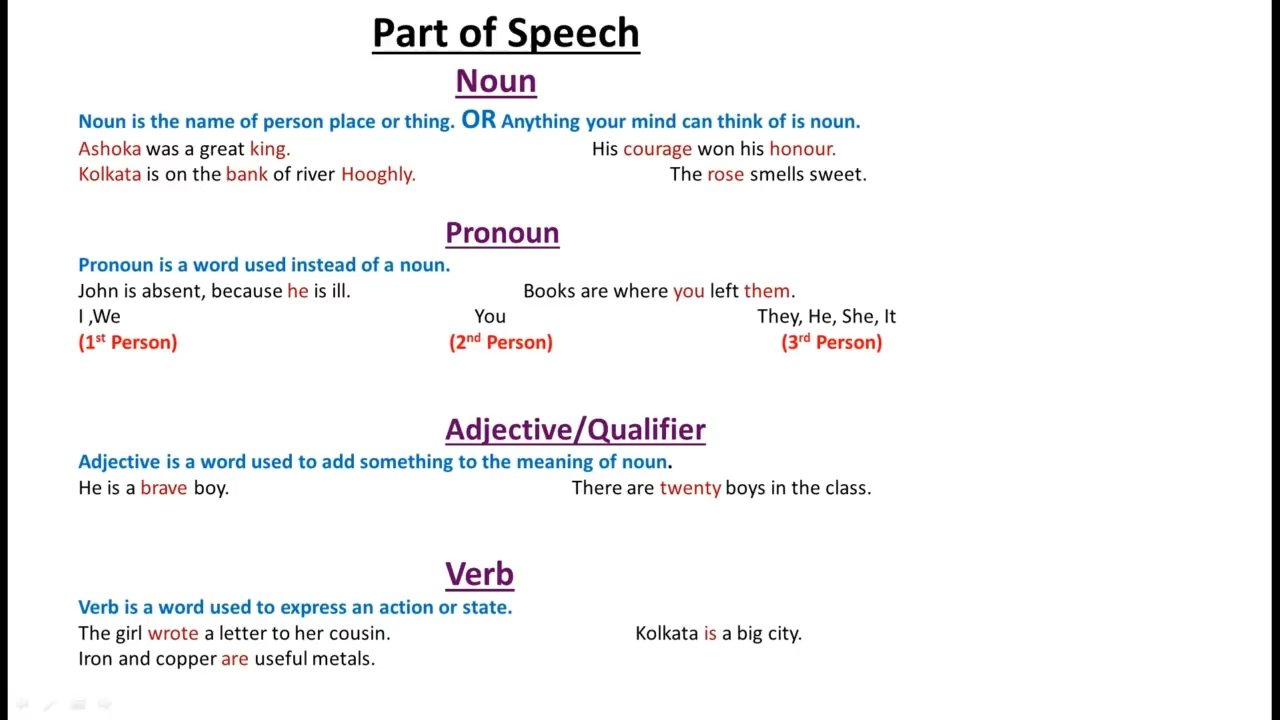 Part of Speech
Noun
Noun is the name of person place or thing. OR Anything your mind can think of is noun.
Ashoka was a great king. His courage won his honour.
Kolkata is on the bank of river Hooghly. The rose smells sweet.
Pronoun
Pronoun is a word used instead of a noun.
John is absent, because he is ill. Books are where you left them.
I ,We You They, He, She, It
(1st Person) (2nd Person) (3rd Person)
Adjective/Qualifier
Adjective is a word used to add something to the meaning of noun.
He is a brave boy. There are twenty boys in the class.
Verb
Verb is a word used to express an action or state.
The girl wrote a letter to her cousin. Kolkata is a big city.
Iron and copper are useful metals.